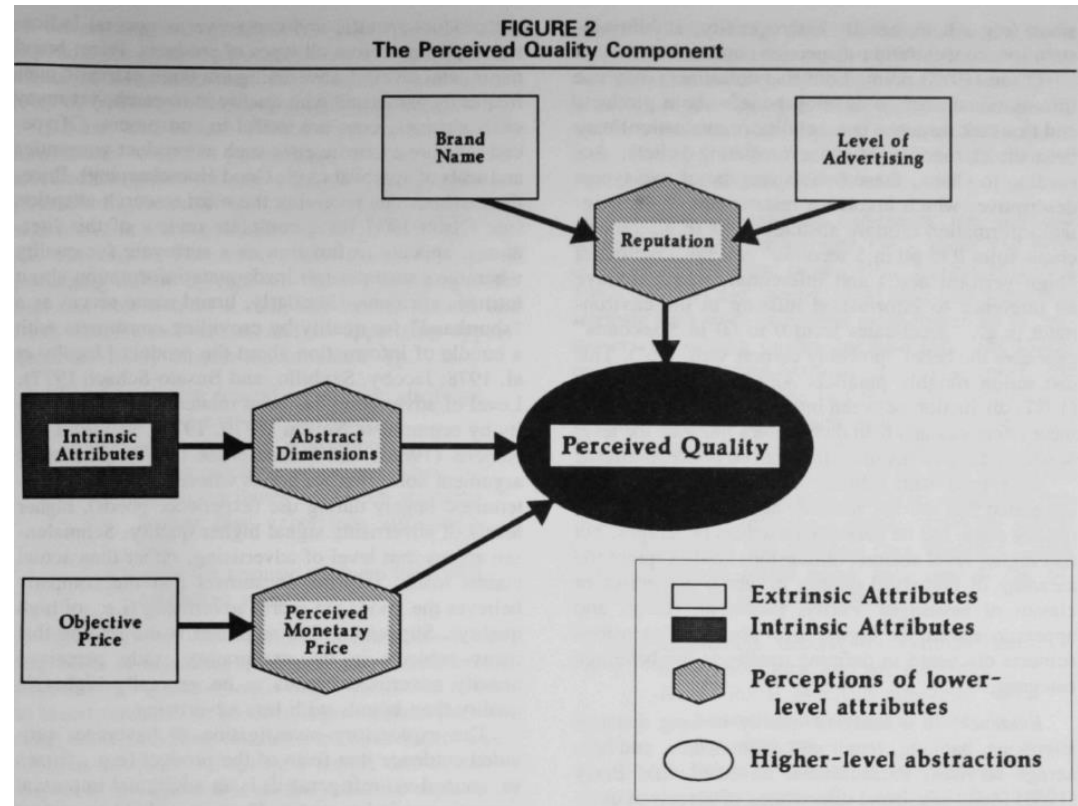 FIGURE 2
The Perceived Quality Component
Brand
Name
Level of
Advertising
Reputation
Intrinsic
Attributes
Abstract
Dimensions
Perceived Quality
Objective
Price
Perceived
Monetary
Price
Extrinsic Attributes
Intrinsic Attributes
Perceptions of lower-
level attributes
Higher-level abstractions